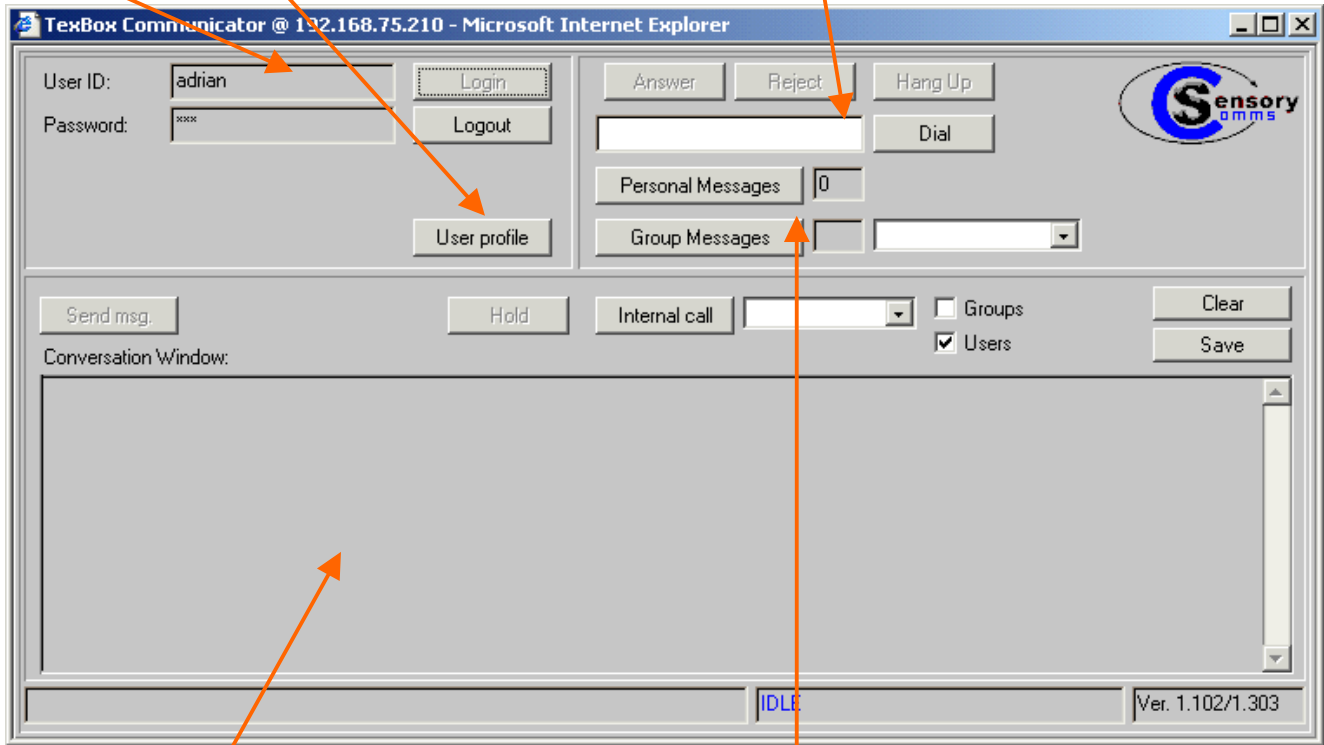 TexBox Communicator @ 192.168.75.210 - Microsoft Internet Explorer
User ID: adrian Login
Password: *** Logout
User profile
Answer Reject Hang Up
Dial
Personal Messages 0
Group Messages
Sensory
Comms
Send msg. Hold Internal call Groups Clear
Users Save
Conversation Window:
IDLE Ver. 1.102/1.303